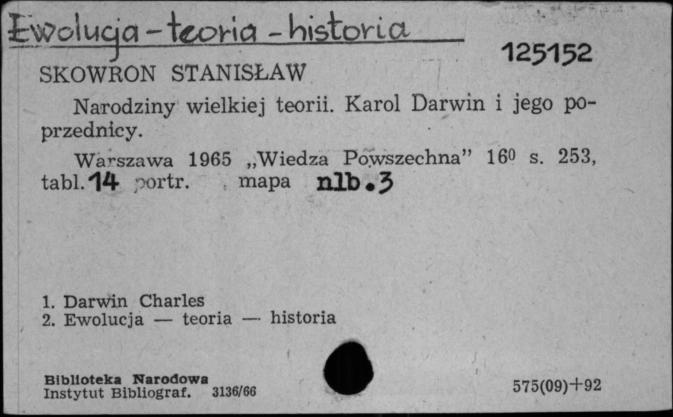 Ewolucja - teoria - historia
125152
SKOWRON STANISŁAW
Narodziny wielkiej teorii. Karol Darwin i jego po-
przednicy.
Warszawa 1965 „Wiedza Powszechna” 16⁰ s. 253,
tabl. 14 portr. , mapa nlb. 3
1. Darwin Charles
2. Ewolucja — teoria — historia
Biblioteka Narodowa
Instytut Bibliograf. 3136/66
575(09)+92